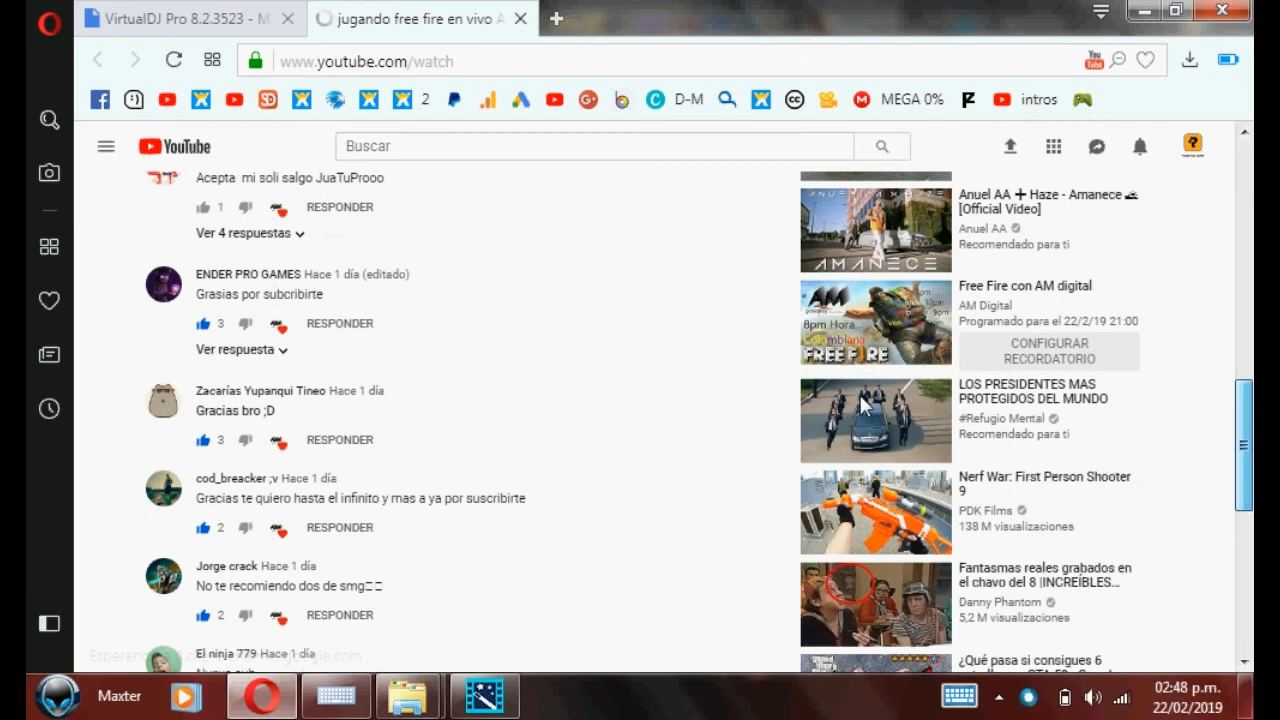 VirtualDJ Pro 8.2.3523 - M
jugando free fire en vivo A
www.youtube.com/watch
You
Tube
2
D-M
MEGA 0%
intros
YouTube
Buscar
Acepta mi soli salgo JuaTuProoo
1
RESPONDER
Ver 4 respuestas
ENDER PRO GAMES Hace 1 día (editado)
Grasias por subcribirte
3
RESPONDER
Ver respuesta
Zacarías Yupanqui Tineo Hace 1 día
Gracias bro ;D
3
RESPONDER
cod_breacker ;v Hace 1 día
Gracias te quiero hasta el infinito y mas a ya por suscribirte
2
RESPONDER
Jorge crack Hace 1 día
No te recomiendo dos de smg
2
RESPONDER
El ninja 779 Hace 1 día
AMANECE
Anuel AA ➕ Haze - Amanece 🌊
[Official Video]
Anuel AA
Recomendado para ti
AM
8pm Hora
Colombiana
FREE FIRE
Free Fire con AM digital
AM Digital
Programado para el 22/2/19 21:00
CONFIGURAR
RECORDATORIO
LOS PRESIDENTES MAS
PROTEGIDOS DEL MUNDO
#Refugio Mental
Recomendado para ti
Nerf War: First Person Shooter
9
PDK Films
138 M visualizaciones
Fantasmas reales grabados en
el chavo del 8 |INCREÍBLES...
Danny Phantom
5,2 M visualizaciones
¿Qué pasa si consigues 6
Maxter
02:48 p.m.
22/02/2019